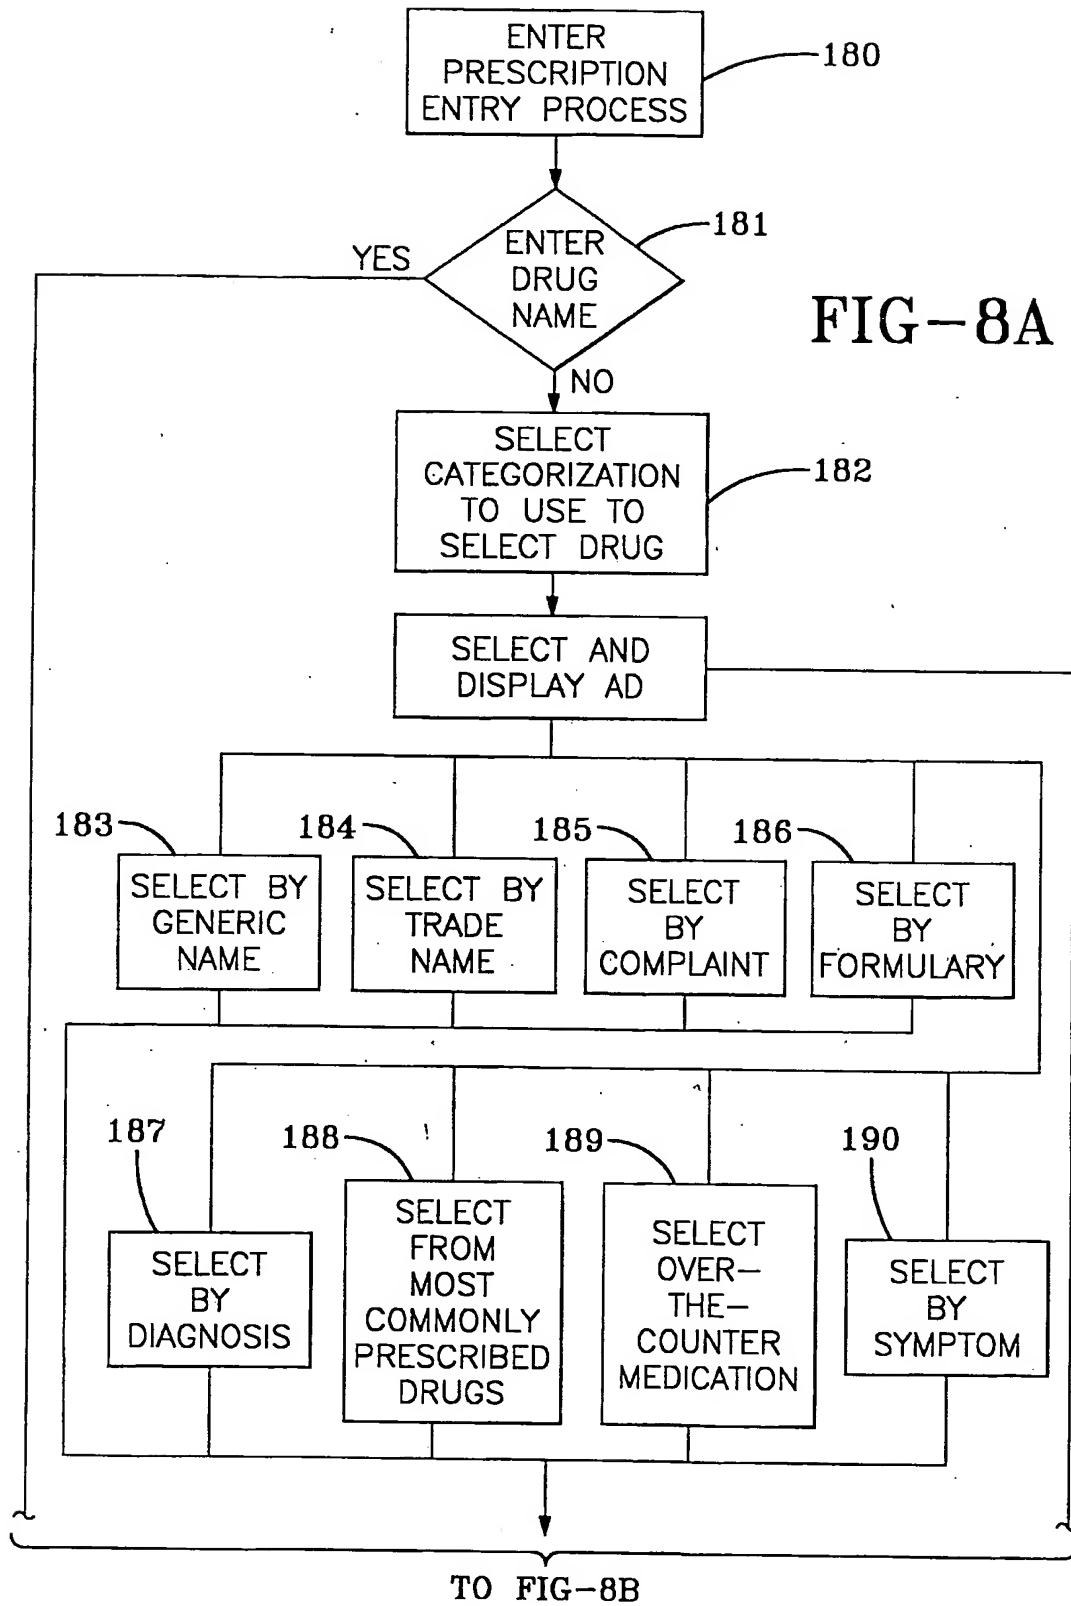 ENTER
PRESCRIPTION
ENTRY PROCESS
180
ENTER
DRUG
NAME
181
YES
NO
FIG-8A
SELECT
CATEGORIZATION
TO USE TO
SELECT DRUG
182
SELECT AND
DISPLAY AD
183
SELECT BY
GENERIC
NAME
184
SELECT BY
TRADE
NAME
185
SELECT
BY
COMPLAINT
186
SELECT
BY
FORMULARY
187
SELECT
BY
DIAGNOSIS
188
SELECT
FROM
MOST
COMMONLY
PRESCRIBED
DRUGS
189
SELECT
OVER-
THE-
COUNTER
MEDICATION
190
SELECT
BY
SYMPTOM
TO FIG-8B